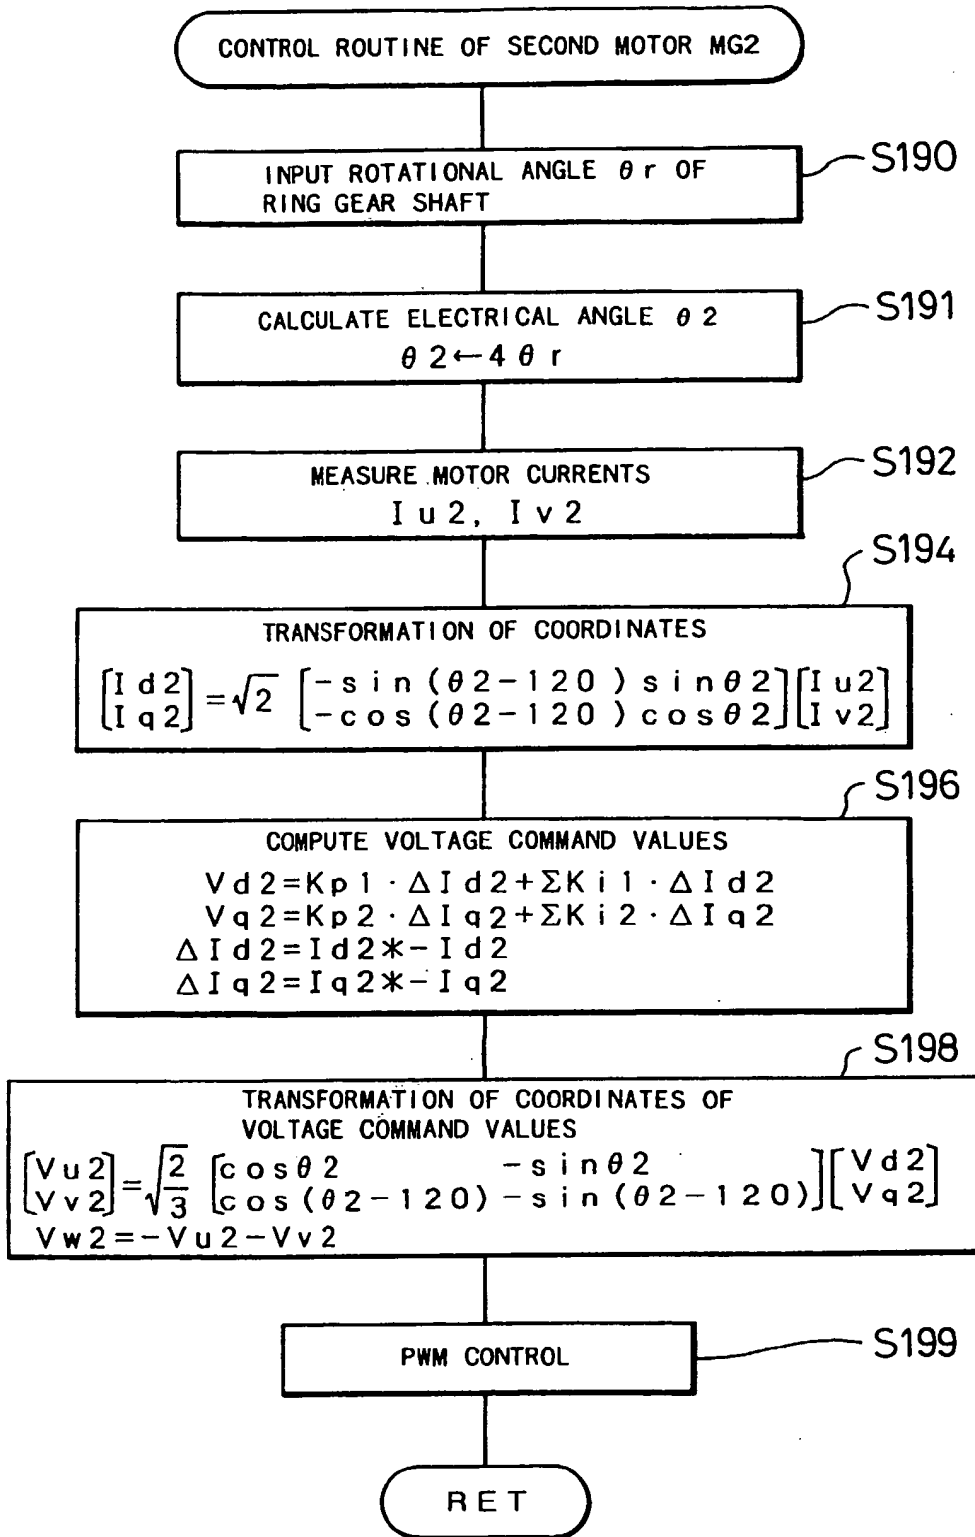 CONTROL ROUTINE OF SECOND MOTOR MG2
S190
INPUT ROTATIONAL ANGLE θr OF
RING GEAR SHAFT
S191
CALCULATE ELECTRICAL ANGLE θ2
θ2←4θr
S192
MEASURE MOTOR CURRENTS
Iu2, Iv2
S194
TRANSFORMATION OF COORDINATES
[Id2] = √2 [-sin(θ2-120) sinθ2] [Iu2]
[Iq2] [-cos(θ2-120) cosθ2] [Iv2]
S196
COMPUTE VOLTAGE COMMAND VALUES
Vd2=Kp1·ΔId2+ΣKi1·ΔId2
Vq2=Kp2·ΔIq2+ΣKi2·ΔIq2
ΔId2=Id2*-Id2
ΔIq2=Iq2*-Iq2
S198
TRANSFORMATION OF COORDINATES OF
VOLTAGE COMMAND VALUES
[Vu2] = √2/3 [cosθ2 -sinθ2] [Vd2]
[Vv2] [cos(θ2-120) -sin(θ2-120)] [Vq2]
Vw2=-Vu2-Vv2
S199
PWM CONTROL
RET